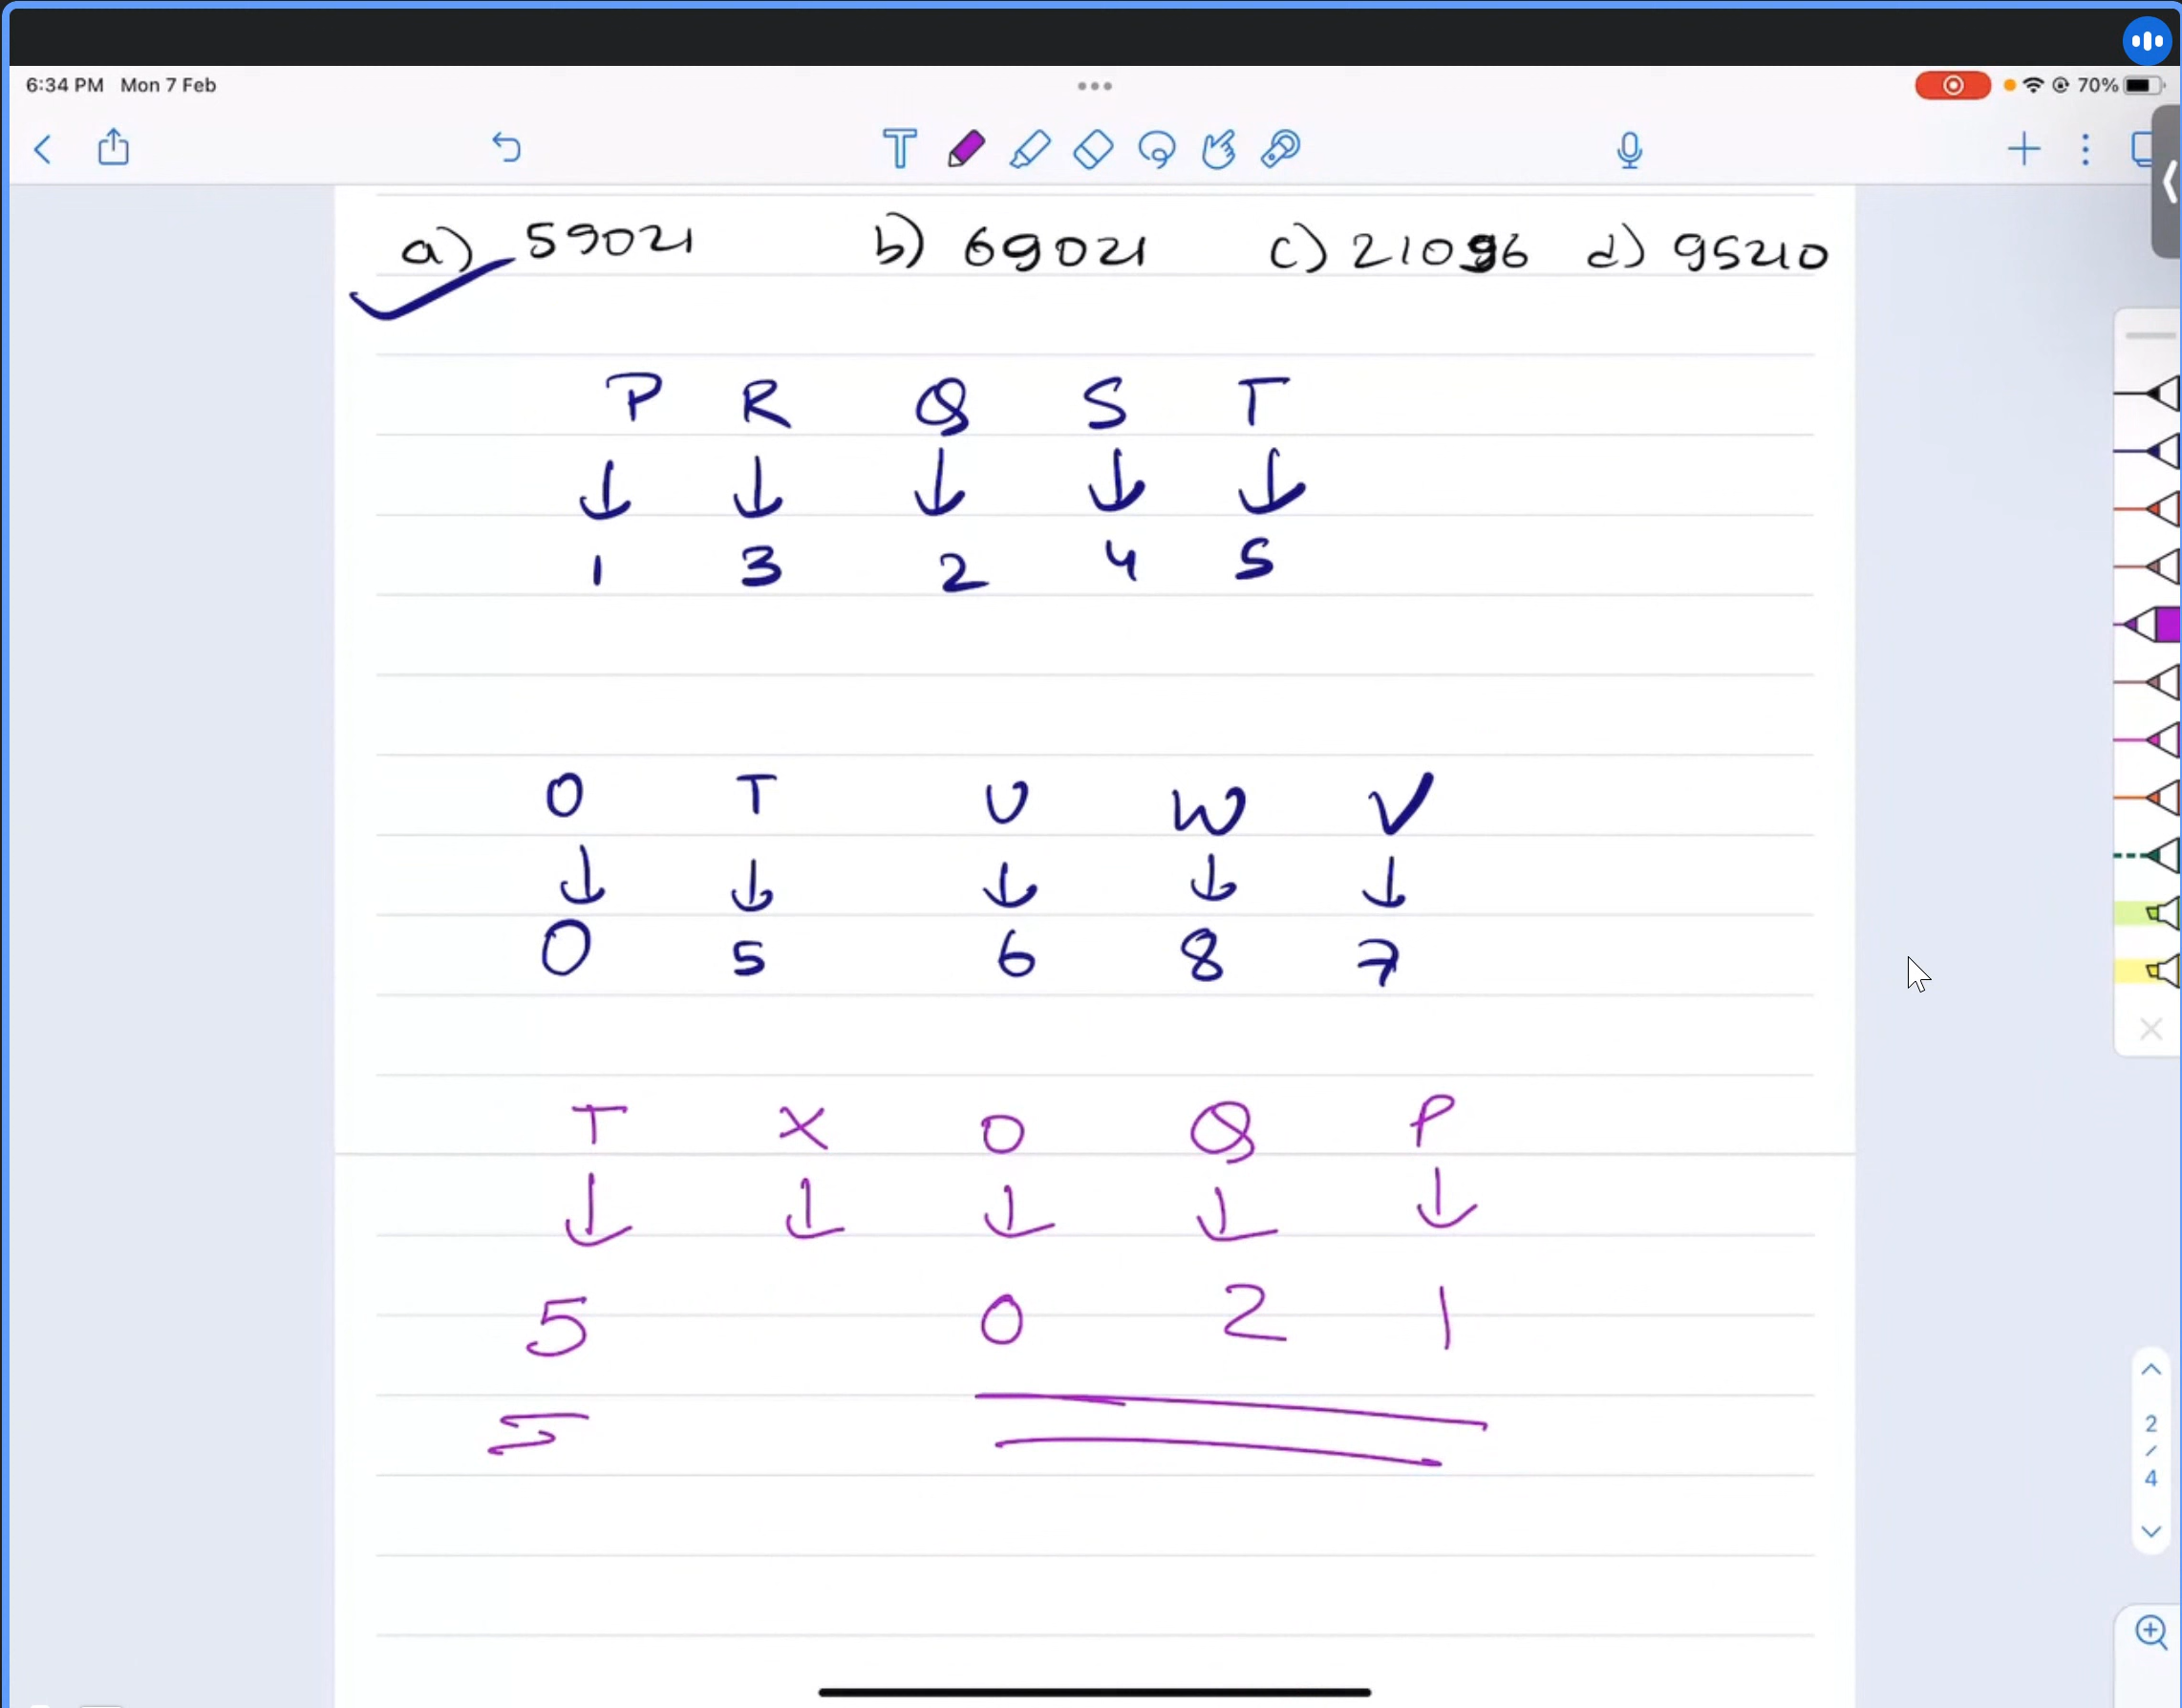 6:34 PM Mon 7 Feb
70%
T
a) 59021 b) 69021 c) 21096 d) 95210
P R Q S T
↓ ↓ ↓ ↓ ↓
1 3 2 4 5
O T U W V
↓ ↓ ↓ ↓ ↓
0 5 6 8 7
T X O Q P
↓ ↓ ↓ ↓ ↓
5 0 2 1
2
/
4